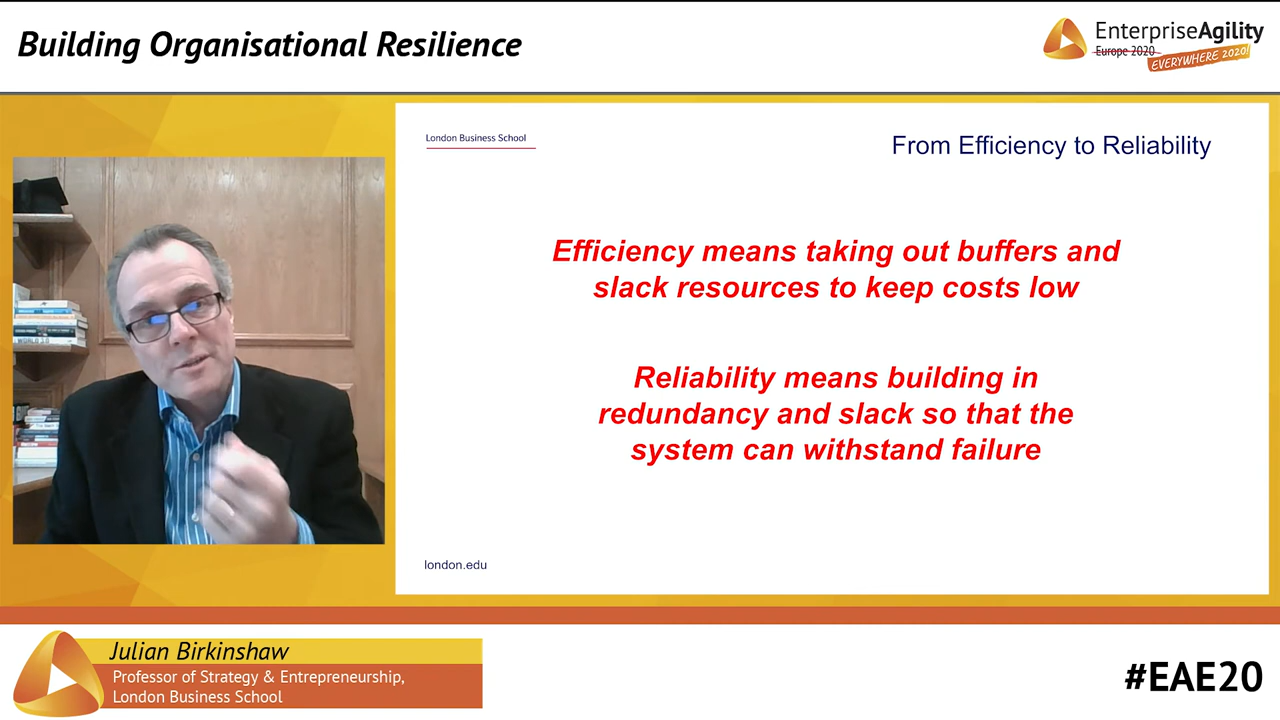 Building Organisational Resilience
EnterpriseAgility
Europe 2020
EVERYWHERE 2020!
London Business School
From Efficiency to Reliability
Efficiency means taking out buffers and
slack resources to keep costs low
Reliability means building in
redundancy and slack so that the
system can withstand failure
london.edu
Julian Birkinshaw
Professor of Strategy & Entrepreneurship,
London Business School
#EAE20